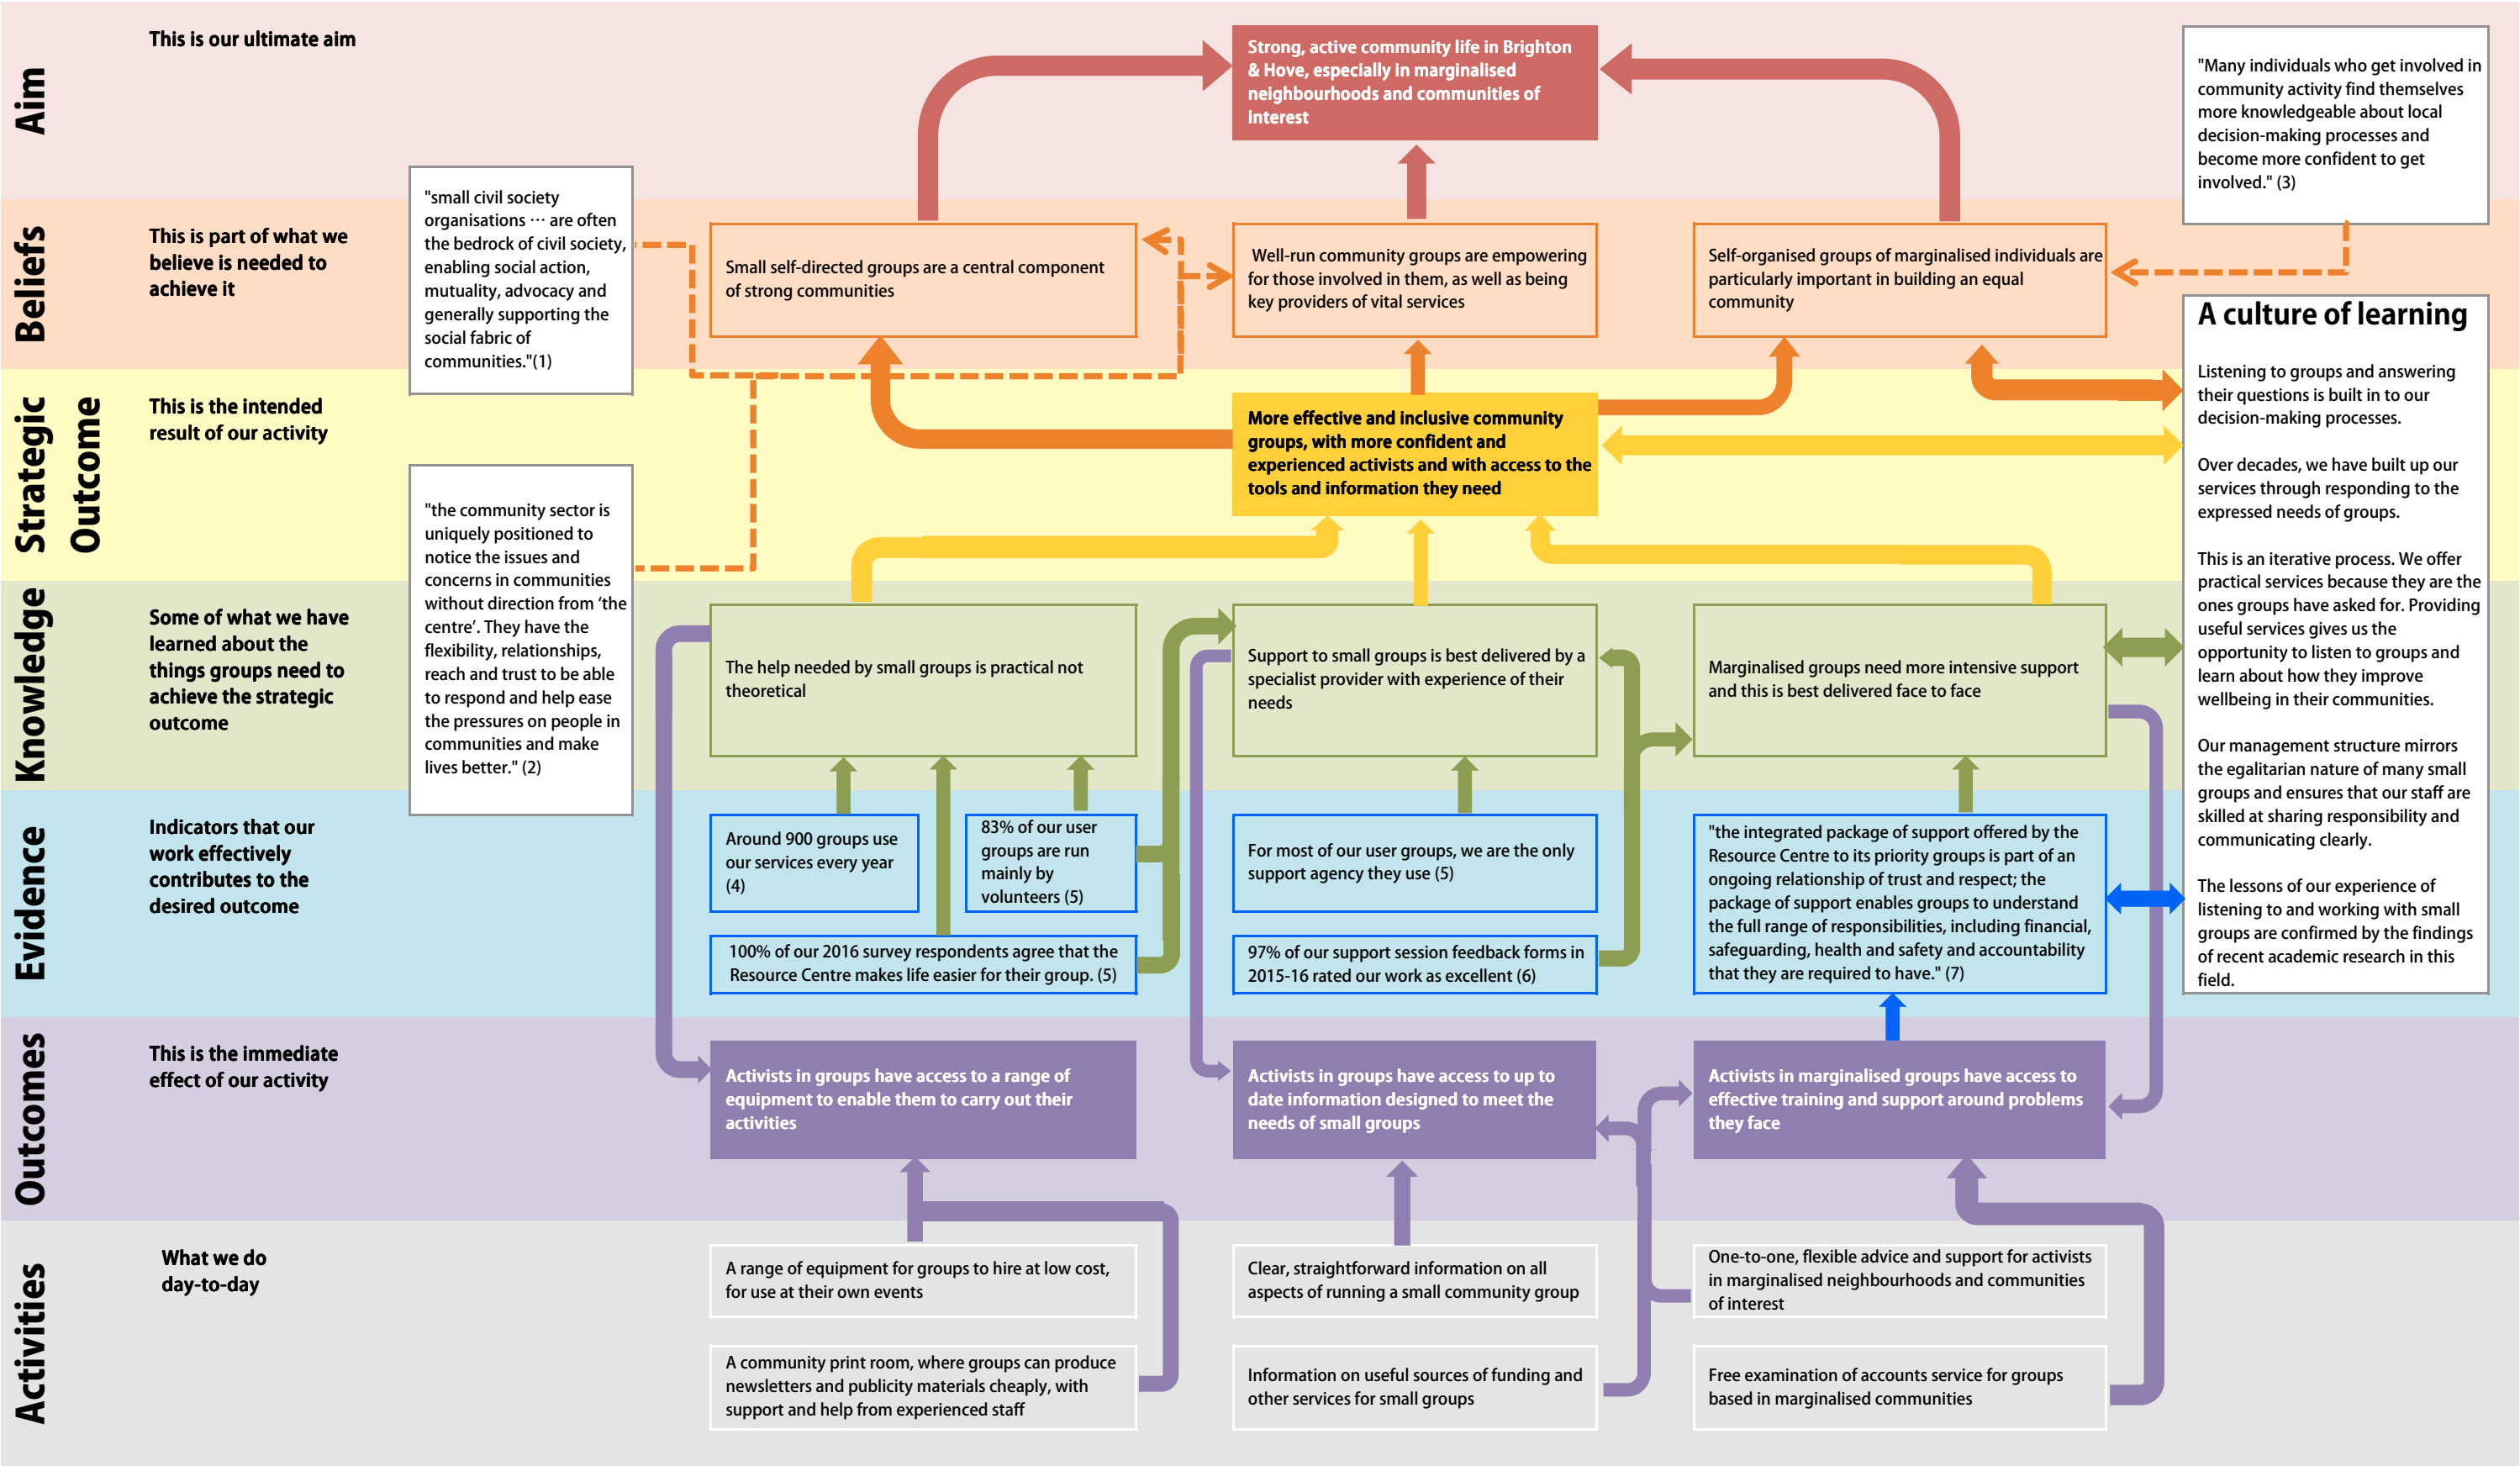 Aim
This is our ultimate aim
Strong, active community life in Brighton
& Hove, especially in marginalised
neighbourhoods and communities of
interest
"Many individuals who get involved in
community activity find themselves
more knowledgeable about local
decision-making processes and
become more confident to get
involved." (3)
Beliefs
This is part of what we
believe is needed to
achieve it
"small civil society
organisations ··· are often
the bedrock of civil society,
enabling social action,
mutuality, advocacy and
generally supporting the
social fabric of
communities."(1)
Small self-directed groups are a central component
of strong communities
Well-run community groups are empowering
for those involved in them, as well as being
key providers of vital services
Self-organised groups of marginalised individuals are
particularly important in building an equal
community
A culture of learning
Listening to groups and answering
their questions is built in to our
decision-making processes.
Over decades, we have built up our
services through responding to the
expressed needs of groups.
This is an iterative process. We offer
practical services because they are the
ones groups have asked for. Providing
useful services gives us the
opportunity to listen to groups and
learn about how they improve
wellbeing in their communities.
Our management structure mirrors
the egalitarian nature of many small
groups and ensures that our staff are
skilled at sharing responsibility and
communicating clearly.
The lessons of our experience of
listening to and working with small
groups are confirmed by the findings
of recent academic research in this
field.
Strategic
Outcome
This is the intended
result of our activity
More effective and inclusive community
groups, with more confident and
experienced activists and with access to the
tools and information they need
"the community sector is
uniquely positioned to
notice the issues and
concerns in communities
without direction from ‘the
centre’. They have the
flexibility, relationships,
reach and trust to be able
to respond and help ease
the pressures on people in
communities and make
lives better." (2)
Knowledge
Some of what we have
learned about the
things groups need to
achieve the strategic
outcome
The help needed by small groups is practical not
theoretical
Support to small groups is best delivered by a
specialist provider with experience of their
needs
Marginalised groups need more intensive support
and this is best delivered face to face
Evidence
Indicators that our
work effectively
contributes to the
desired outcome
Around 900 groups use
our services every year
(4)
83% of our user
groups are run
mainly by
volunteers (5)
100% of our 2016 survey respondents agree that the
Resource Centre makes life easier for their group. (5)
For most of our user groups, we are the only
support agency they use (5)
97% of our support session feedback forms in
2015-16 rated our work as excellent (6)
"the integrated package of support offered by the
Resource Centre to its priority groups is part of an
ongoing relationship of trust and respect; the
package of support enables groups to understand
the full range of responsibilities, including financial,
safeguarding, health and safety and accountability
that they are required to have." (7)
Outcomes
This is the immediate
effect of our activity
Activists in groups have access to a range of
equipment to enable them to carry out their
activities
Activists in groups have access to up to
date information designed to meet the
needs of small groups
Activists in marginalised groups have access to
effective training and support around problems
they face
Activities
What we do
day-to-day
A range of equipment for groups to hire at low cost,
for use at their own events
Clear, straightforward information on all
aspects of running a small community group
One-to-one, flexible advice and support for activists
in marginalised neighbourhoods and communities
of interest
A community print room, where groups can produce
newsletters and publicity materials cheaply, with
support and help from experienced staff
Information on useful sources of funding and
other services for small groups
Free examination of accounts service for groups
based in marginalised communities